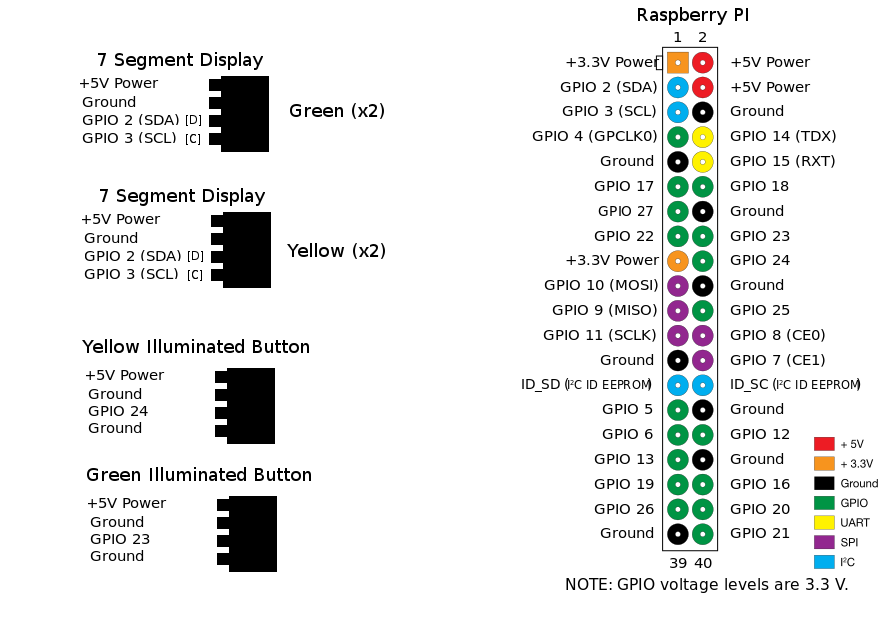 7 Segment Display
+5V Power
Ground
GPIO 2 (SDA) [D]
GPIO 3 (SCL) [C]
Green (x2)
7 Segment Display
+5V Power
Ground
GPIO 2 (SDA) [D]
GPIO 3 (SCL) [C]
Yellow (x2)
Yellow Illuminated Button
+5V Power
Ground
GPIO 24
Ground
Green Illuminated Button
+5V Power
Ground
GPIO 23
Ground
Raspberry PI
1 2
+3.3V Power +5V Power
GPIO 2 (SDA) +5V Power
GPIO 3 (SCL) Ground
GPIO 4 (GPCLK0) GPIO 14 (TDX)
Ground GPIO 15 (RXT)
GPIO 17 GPIO 18
GPIO 27 Ground
GPIO 22 GPIO 23
+3.3V Power GPIO 24
GPIO 10 (MOSI) Ground
GPIO 9 (MISO) GPIO 25
GPIO 11 (SCLK) GPIO 8 (CE0)
Ground GPIO 7 (CE1)
ID_SD (I²C ID EEPROM) ID_SC (I²C ID EEPROM)
GPIO 5 Ground
GPIO 6 GPIO 12
GPIO 13 Ground
GPIO 19 GPIO 16
GPIO 26 GPIO 20
Ground GPIO 21
39 40
+ 5V
+ 3.3V
Ground
GPIO
UART
SPI
I²C
NOTE: GPIO voltage levels are 3.3 V.